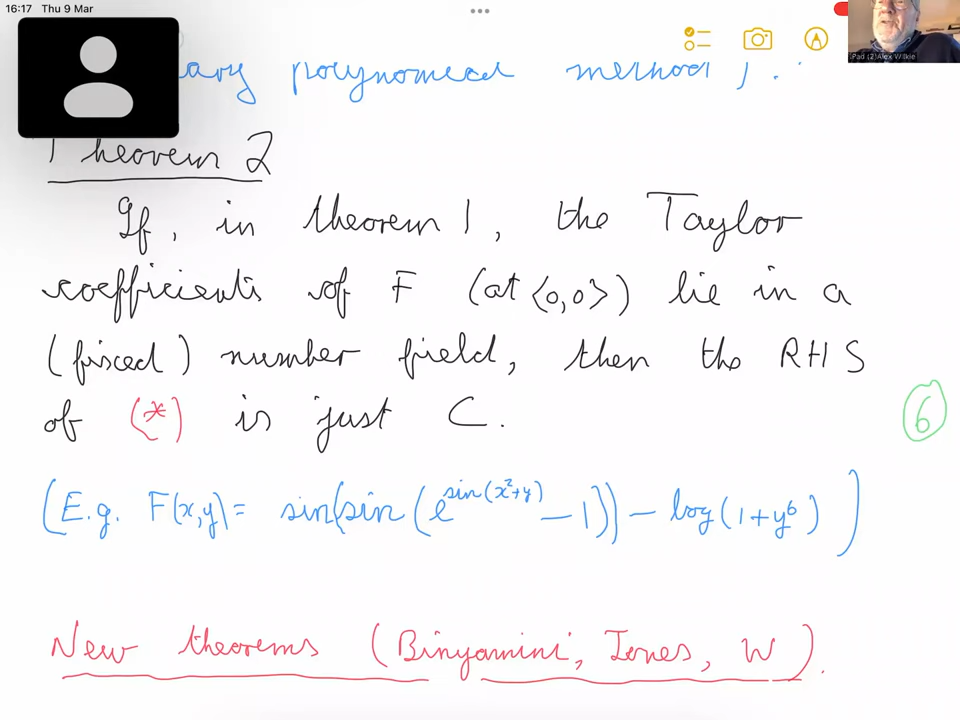 16:17 Thu 9 Mar
iPad (2) Alex Wilkie
ary polynomial method).
Theorem 2
If, in theorem 1, the Taylor
coefficients of F (at <0,0>) lie in a
(fixed) number field, then the RHS
of (*) is just C.
6
(E.g. F(x,y) = sin(sin(e^{sin(x²+y)} - 1)) - log(1+y⁶))
New theorems (Binyamini, Jones, W).